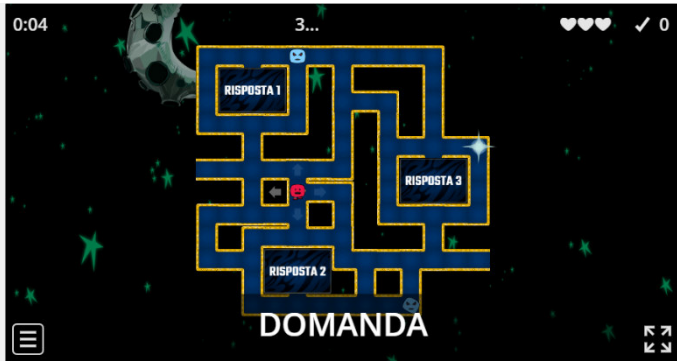 0:04
3...
0
RISPOSTA 1
RISPOSTA 3
RISPOSTA 2
DOMANDA